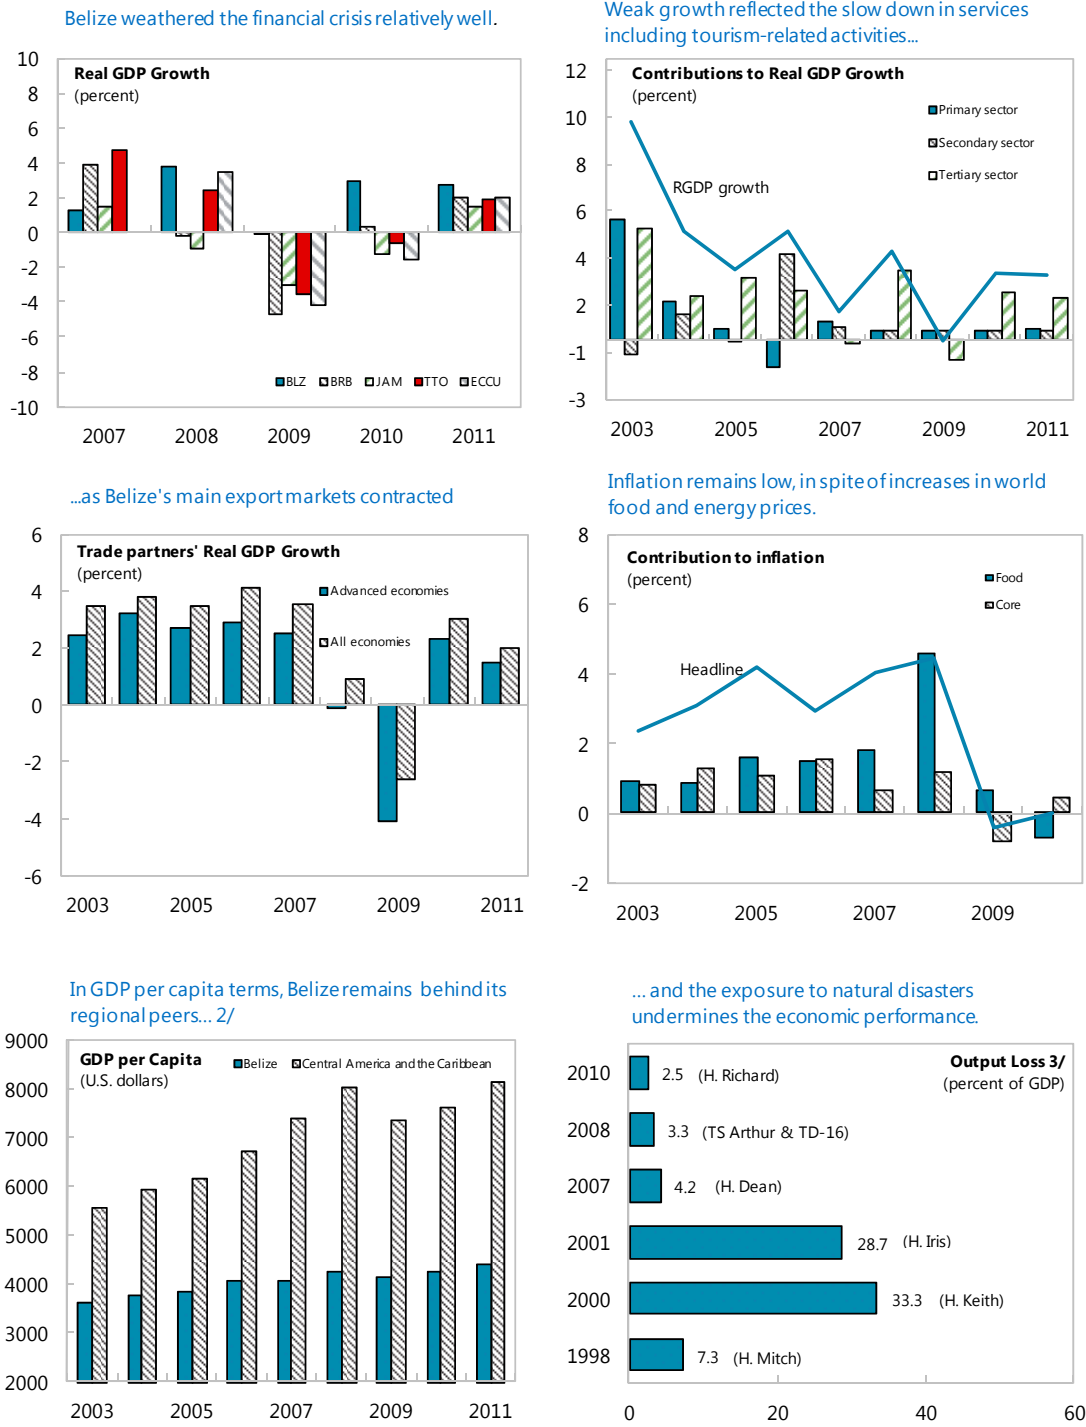 Belize weathered the financial crisis relatively well.
10
8
6
4
2
0
-2
-4
-6
-8
-10
Real GDP Growth
(percent)
BLZ BRB JAM TTO ECCU
2007 2008 2009 2010 2011
Weak growth reflected the slow down in services
including tourism-related activities...
12
10
8
6
4
2
-1
-3
Contributions to Real GDP Growth
(percent)
Primary sector
Secondary sector
Tertiary sector
RGDP growth
2003 2005 2007 2009 2011
...as Belize's main export markets contracted
6
4
2
0
-2
-4
-6
Trade partners' Real GDP Growth
(percent)
Advanced economies
All economies
2003 2005 2007 2009 2011
Inflation remains low, in spite of increases in world
food and energy prices.
8
6
4
2
0
-2
Contribution to inflation
(percent)
Food
Core
Headline
2003 2005 2007 2009
In GDP per capita terms, Belize remains behind its
regional peers... 2/
9000
8000
7000
6000
5000
4000
3000
2000
GDP per Capita
(U.S. dollars)
Belize Central America and the Caribbean
2003 2005 2007 2009 2011
... and the exposure to natural disasters
undermines the economic performance.
Output Loss 3/
(percent of GDP)
2010 2.5 (H. Richard)
2008 3.3 (TS Arthur & TD-16)
2007 4.2 (H. Dean)
2001 28.7 (H. Iris)
2000 33.3 (H. Keith)
1998 7.3 (H. Mitch)
0 20 40 60